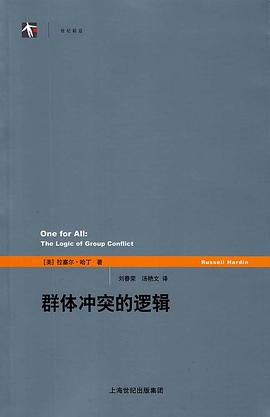 世纪前沿
One for All:
The Logic of Group Conflict
[美] 拉塞尔·哈丁 著
Russell Hardin
刘春荣 汤艳文 译
群体冲突的逻辑
上海世纪出版集团